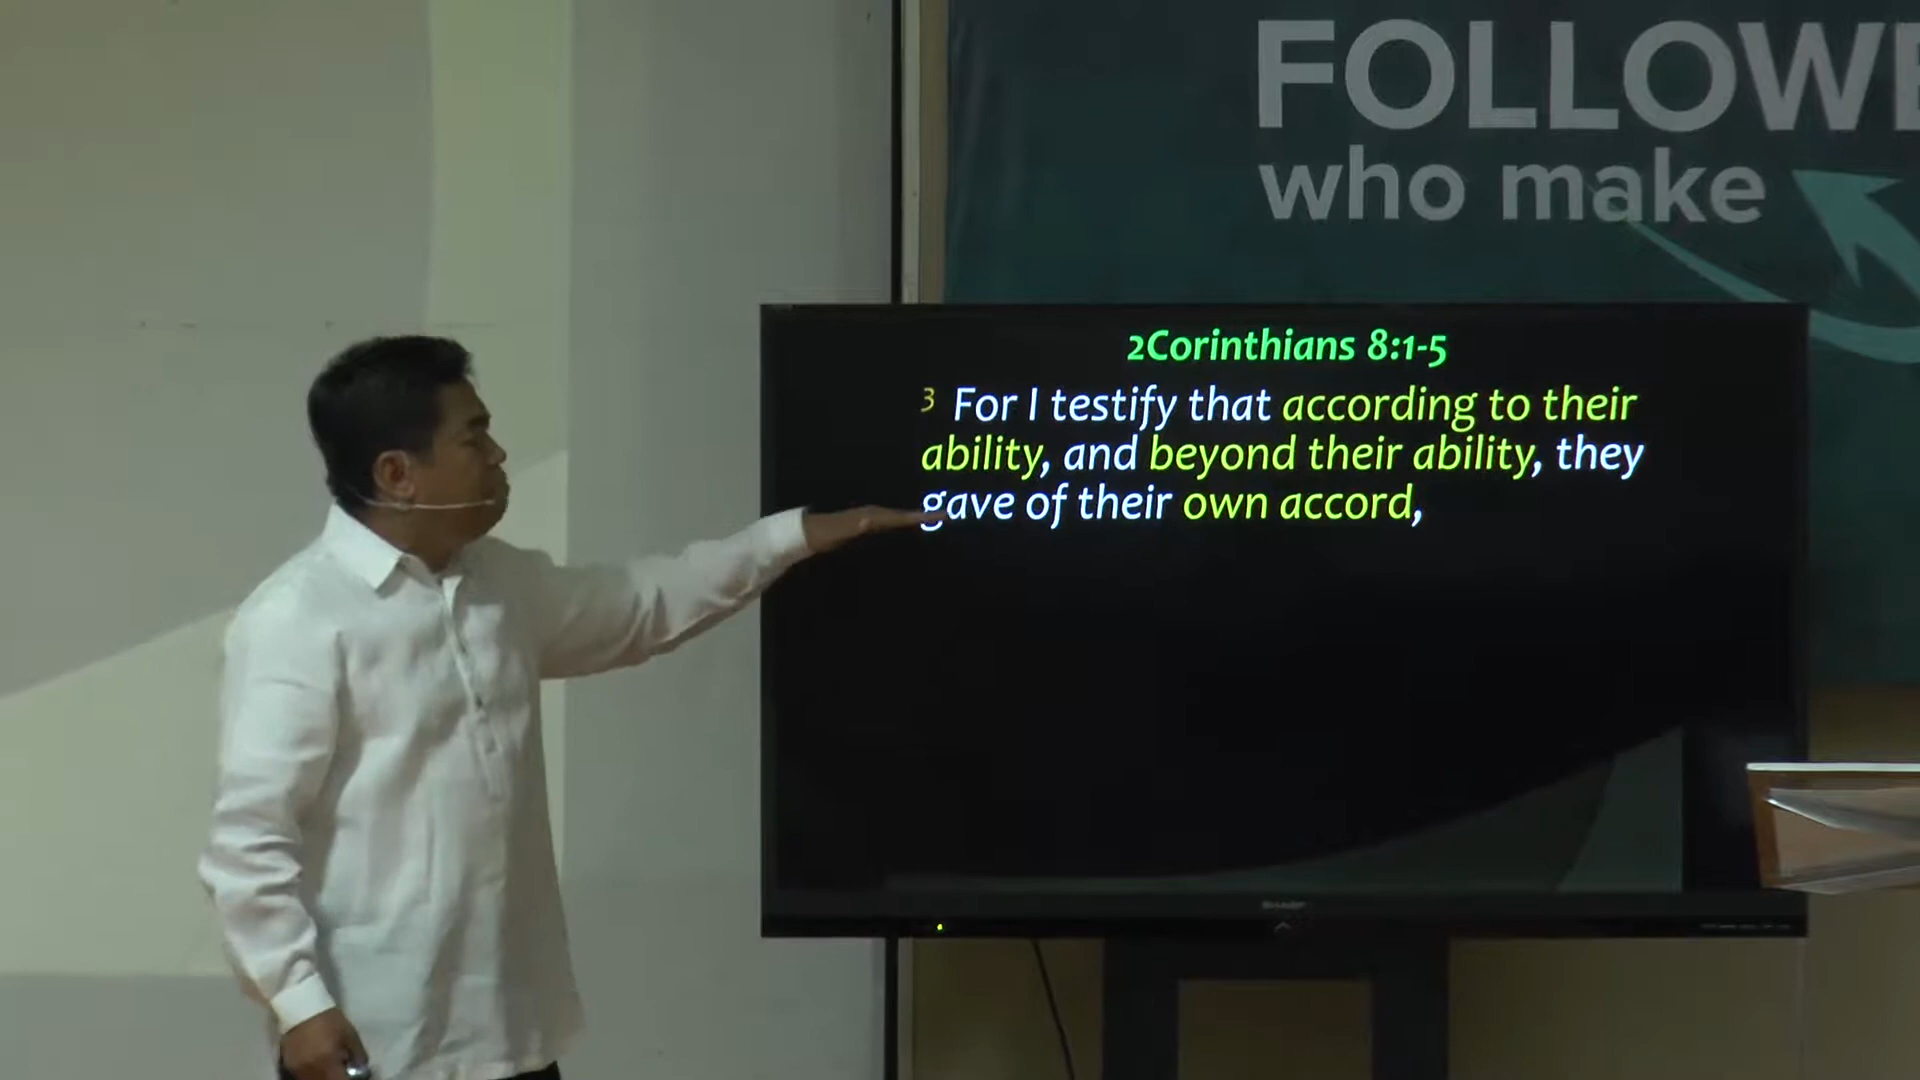 FOLLOWE
who make
2Corinthians 8:1-5
3 For I testify that according to their
ability, and beyond their ability, they
gave of their own accord,
SHARP